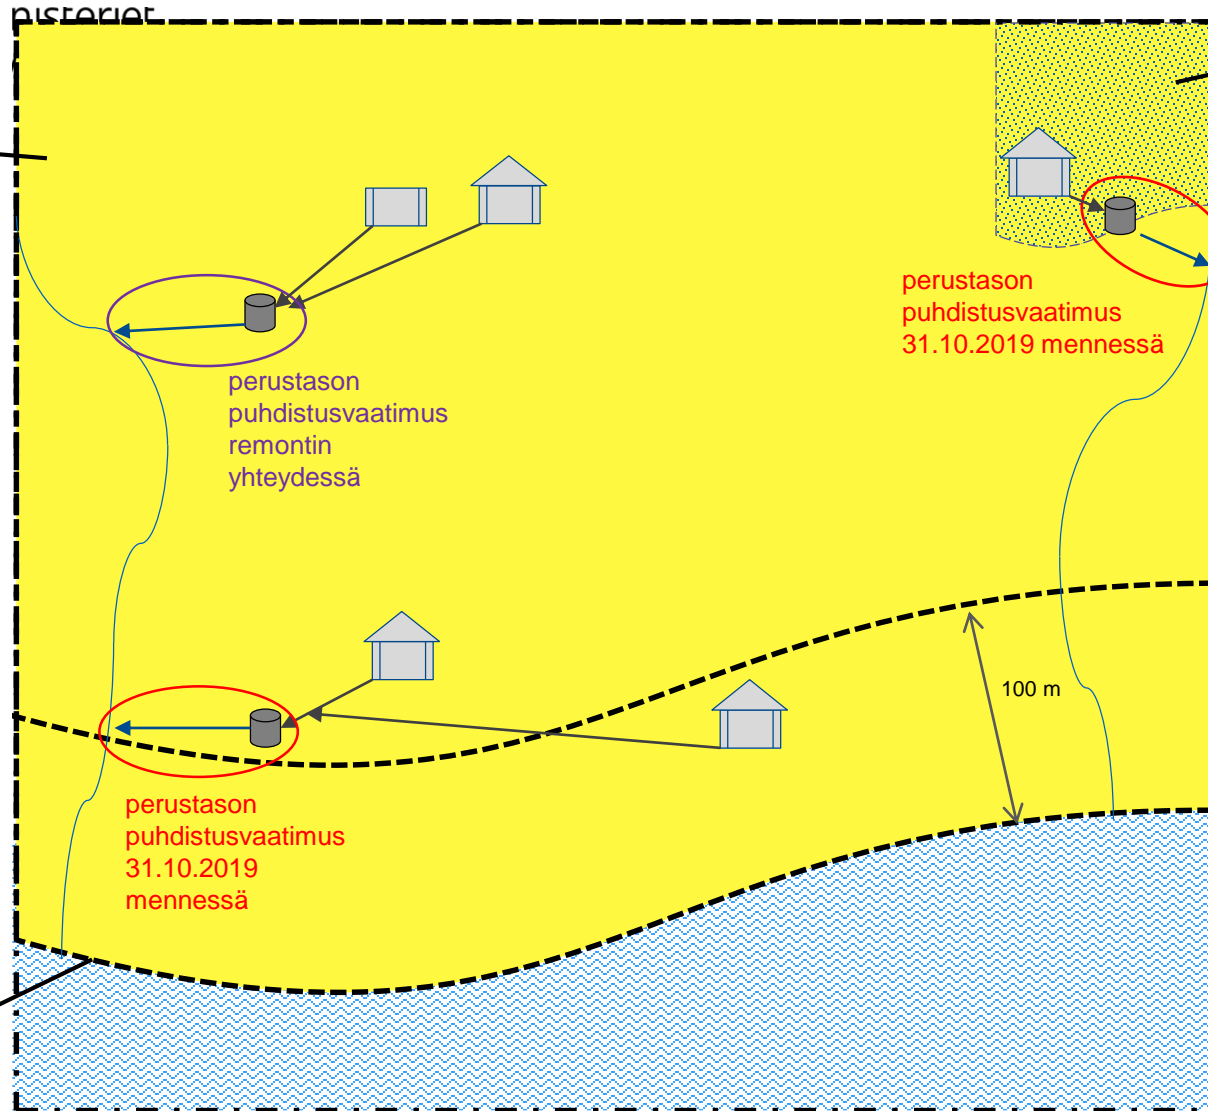 perustason
puhdistusvaatimus
31.10.2019 mennessä
perustason
puhdistusvaatimus
remontin
yhteydessä
100 m
perustason
puhdistusvaatimus
31.10.2019
mennessä